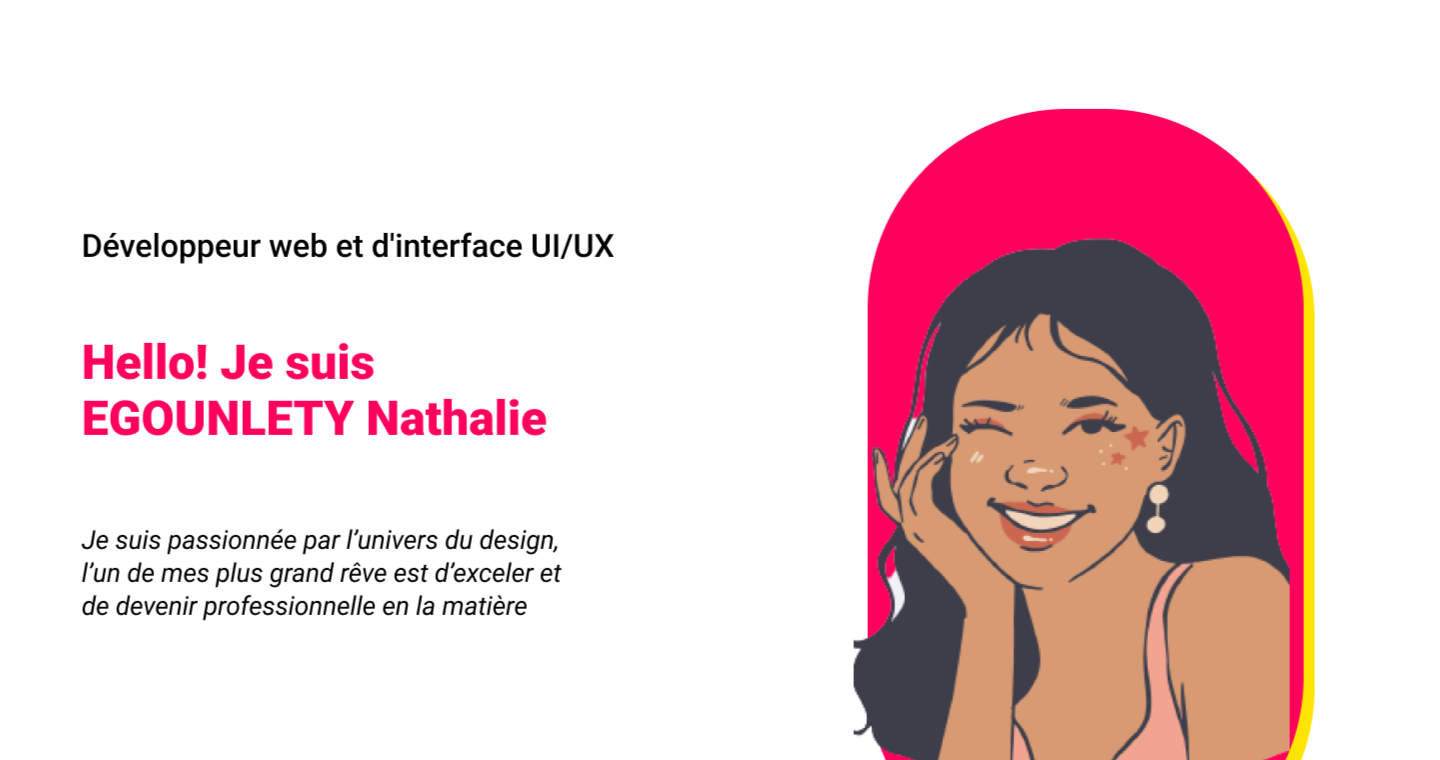 Développeur web et d'interface UI/UX
Hello! Je suis
EGOUNLETY Nathalie
Je suis passionnée par l’univers du design,
l’un de mes plus grand rêve est d’exceler et
de devenir professionnelle en la matière